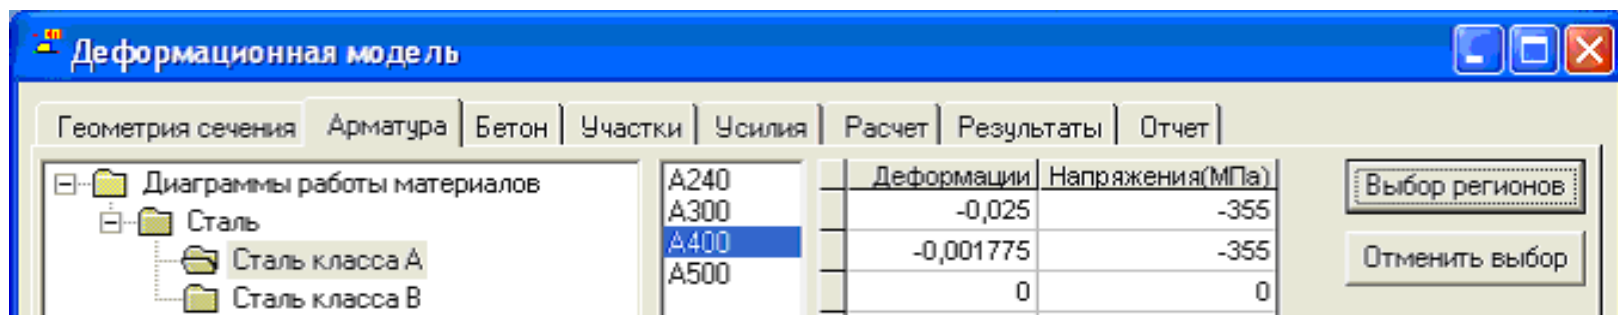 сп
Деформационная модель
Геометрия сечения Арматура Бетон Участки Усилия Расчет Результаты Отчет
Диаграммы работы материалов
Сталь
Сталь класса А
Сталь класса В
А240
А300
А400
А500
Деформации Напряжения(МПа)
-0,025 -355
-0,001775 -355
0 0
Выбор регионов
Отменить выбор